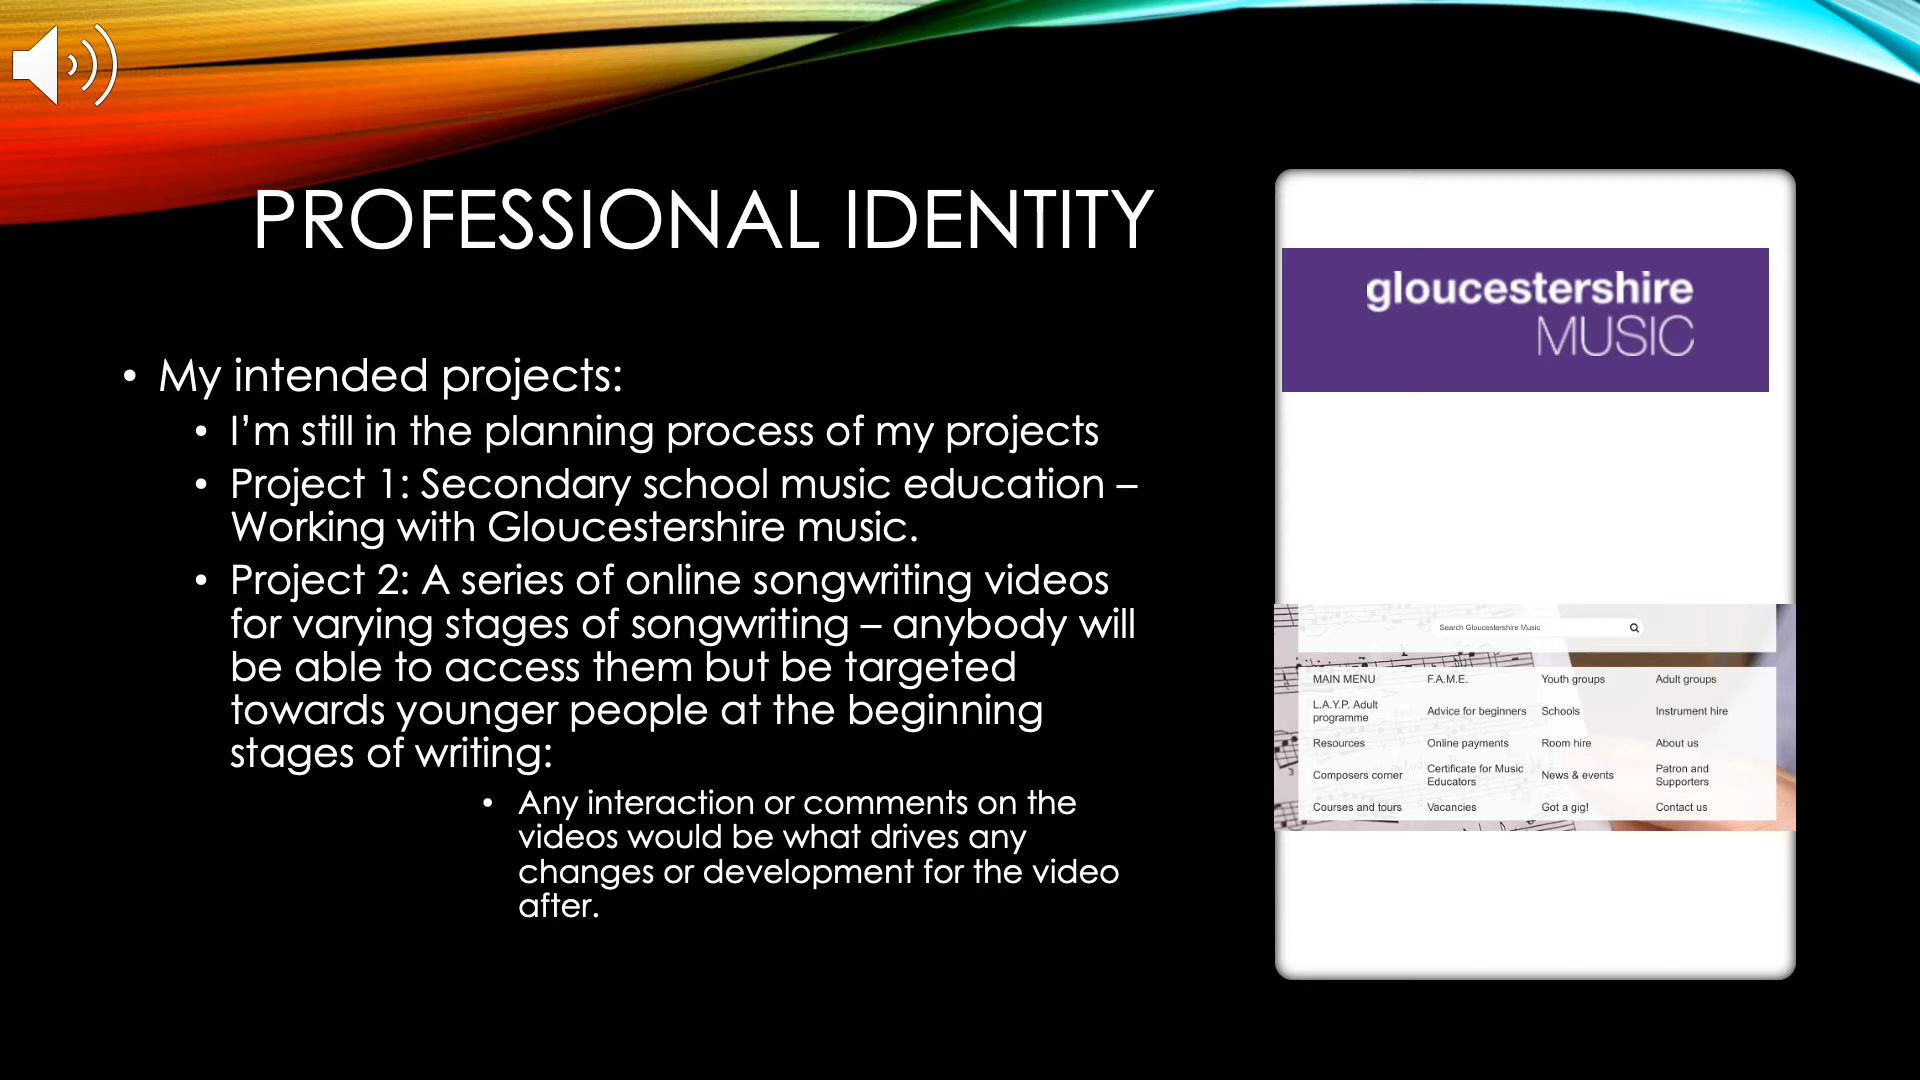 PROFESSIONAL IDENTITY
• My intended projects:
• I’m still in the planning process of my projects
• Project 1: Secondary school music education –
Working with Gloucestershire music.
• Project 2: A series of online songwriting videos
for varying stages of songwriting – anybody will
be able to access them but be targeted
towards younger people at the beginning
stages of writing:
• Any interaction or comments on the
videos would be what drives any
changes or development for the video
after.
gloucestershire
MUSIC
Search Gloucestershire Music
MAIN MENU F.A.M.E. Youth groups Adult groups
L.A.Y.P. Adult
programme Advice for beginners Schools Instrument hire
Resources Online payments Room hire About us
Composers corner Certificate for Music
Educators News & events Patron and
Supporters
Courses and tours Vacancies Got a gig! Contact us